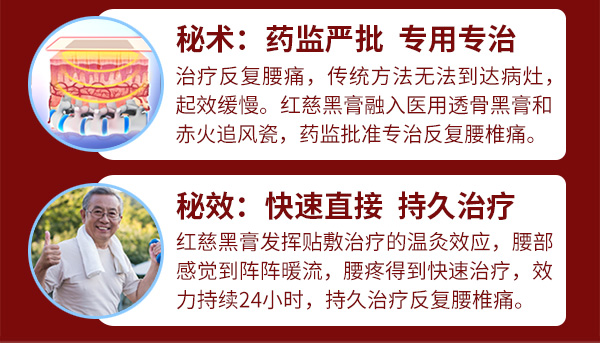 秘术：药监严批 专用专治
治疗反复腰痛，传统方法无法到达病灶，
起效缓慢。红慈黑膏融入医用透骨黑膏和
赤火追风瓷，药监批准专治反复腰椎痛。
秘效：快速直接 持久治疗
红慈黑膏发挥贴敷治疗的温灸效应，腰部
感觉到阵阵暖流，腰疼得到快速治疗，效
力持续24小时，持久治疗反复腰椎痛。